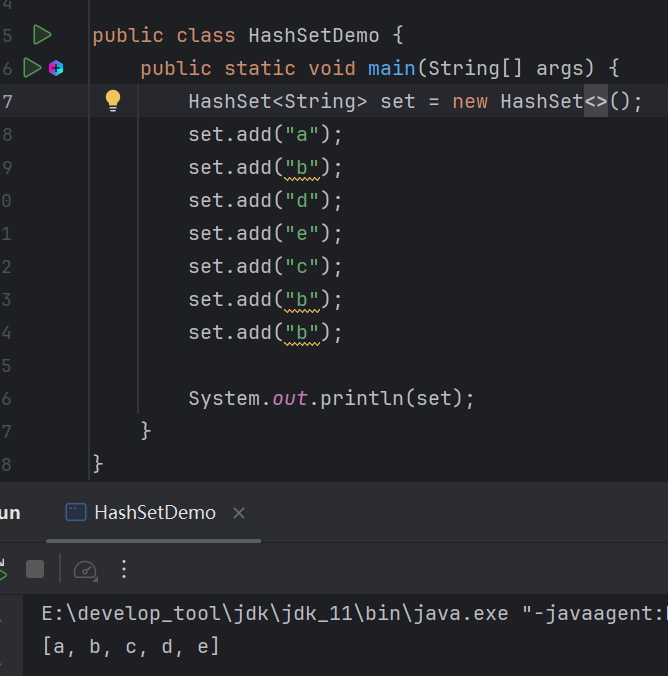 4
5 public class HashSetDemo {
6 public static void main(String[] args) {
7 HashSet<String> set = new HashSet<>();
8 set.add("a");
9 set.add("b");
0 set.add("d");
1 set.add("e");
2 set.add("c");
3 set.add("b");
4 set.add("b");
5
6 System.out.println(set);
7 }
8 }
un HashSetDemo ×
E:\develop_tool\jdk\jdk_11\bin\java.exe "-javaagent:
[a, b, c, d, e]